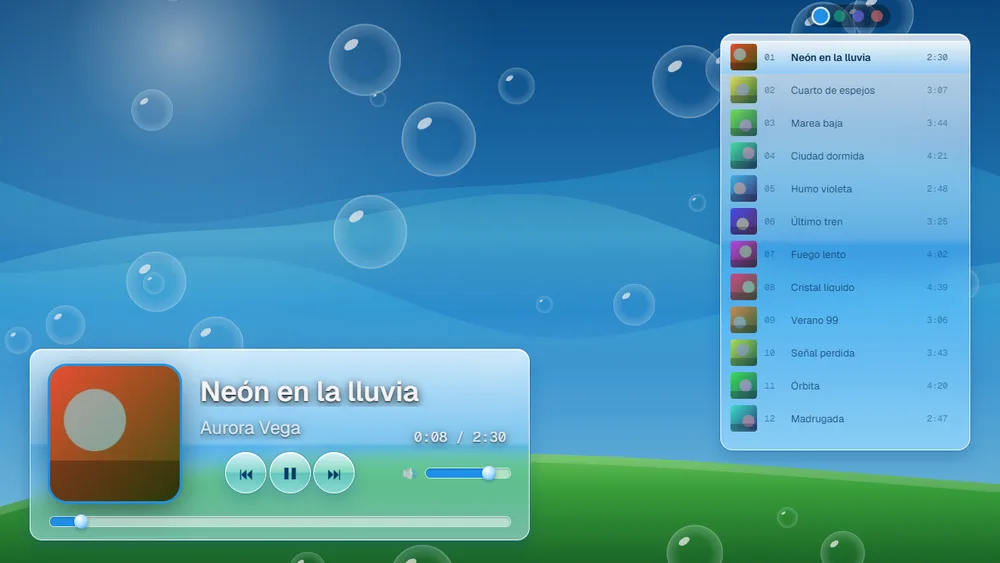 01 Neón en la lluvia 2:30
02 Cuarto de espejos 3:07
03 Marea baja 3:44
04 Ciudad dormida 4:21
05 Humo violeta 2:48
06 Último tren 3:25
07 Fuego lento 4:02
08 Cristal líquido 4:39
09 Verano 99 3:06
10 Señal perdida 3:43
11 Órbita 4:20
12 Madrugada 2:47
Neón en la lluvia
Aurora Vega
0:08 / 2:30